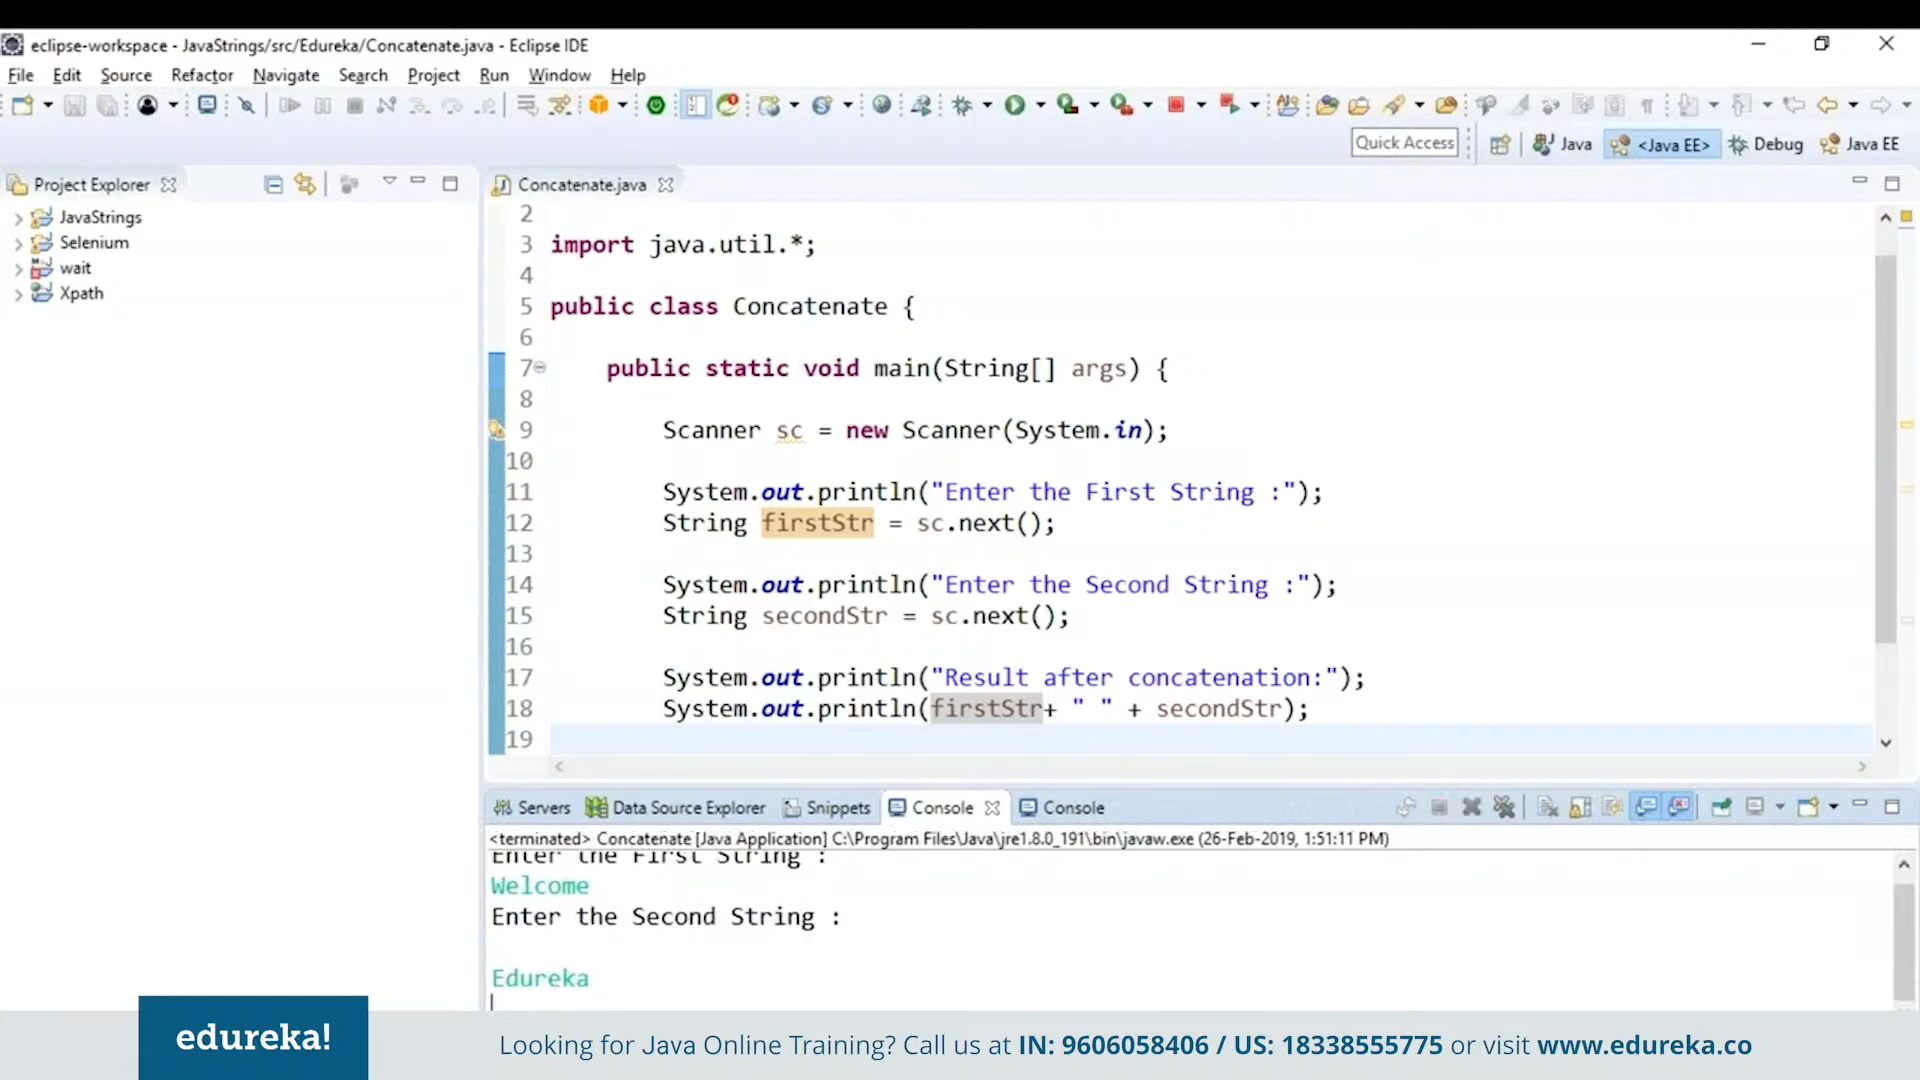 eclipse-workspace - JavaStrings/src/Edureka/Concatenate.java - Eclipse IDE
File Edit Source Refactor Navigate Search Project Run Window Help
Quick Access Java <Java EE> Debug Java EE
Project Explorer
JavaStrings
Selenium
wait
Xpath
Concatenate.java
2
3 import java.util.*;
4
5 public class Concatenate {
6
7 public static void main(String[] args) {
8
9 Scanner sc = new Scanner(System.in);
10
11 System.out.println("Enter the First String :");
12 String firstStr = sc.next();
13
14 System.out.println("Enter the Second String :");
15 String secondStr = sc.next();
16
17 System.out.println("Result after concatenation:");
18 System.out.println(firstStr+ " " + secondStr);
19
Servers Data Source Explorer Snippets Console Console
<terminated> Concatenate [Java Application] C:\Program Files\Java\jre1.8.0_191\bin\javaw.exe (26-Feb-2019, 1:51:11 PM)
Enter the First String :
Welcome
Enter the Second String :
Edureka
edureka!
Looking for Java Online Training? Call us at IN: 9606058406 / US: 18338555775 or visit www.edureka.co